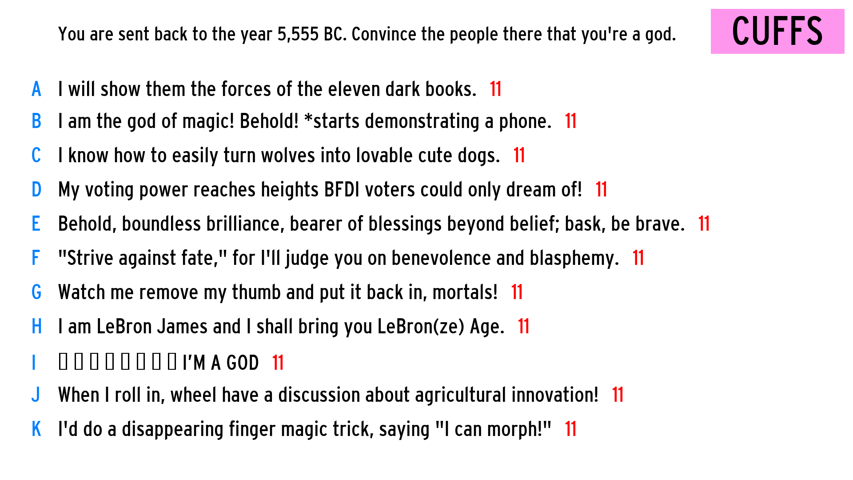 You are sent back to the year 5,555 BC. Convince the people there that you're a god.
CUFFS
A I will show them the forces of the eleven dark books. 11
B I am the god of magic! Behold! *starts demonstrating a phone. 11
C I know how to easily turn wolves into lovable cute dogs. 11
D My voting power reaches heights BFDI voters could only dream of! 11
E Behold, boundless brilliance, bearer of blessings beyond belief; bask, be brave. 11
F "Strive against fate," for I'll judge you on benevolence and blasphemy. 11
G Watch me remove my thumb and put it back in, mortals! 11
H I am LeBron James and I shall bring you LeBron(ze) Age. 11
I ▯ ▯ ▯ ▯ ▯ ▯ ▯ ▯ I'M A GOD 11
J When I roll in, wheel have a discussion about agricultural innovation! 11
K I'd do a disappearing finger magic trick, saying "I can morph!" 11